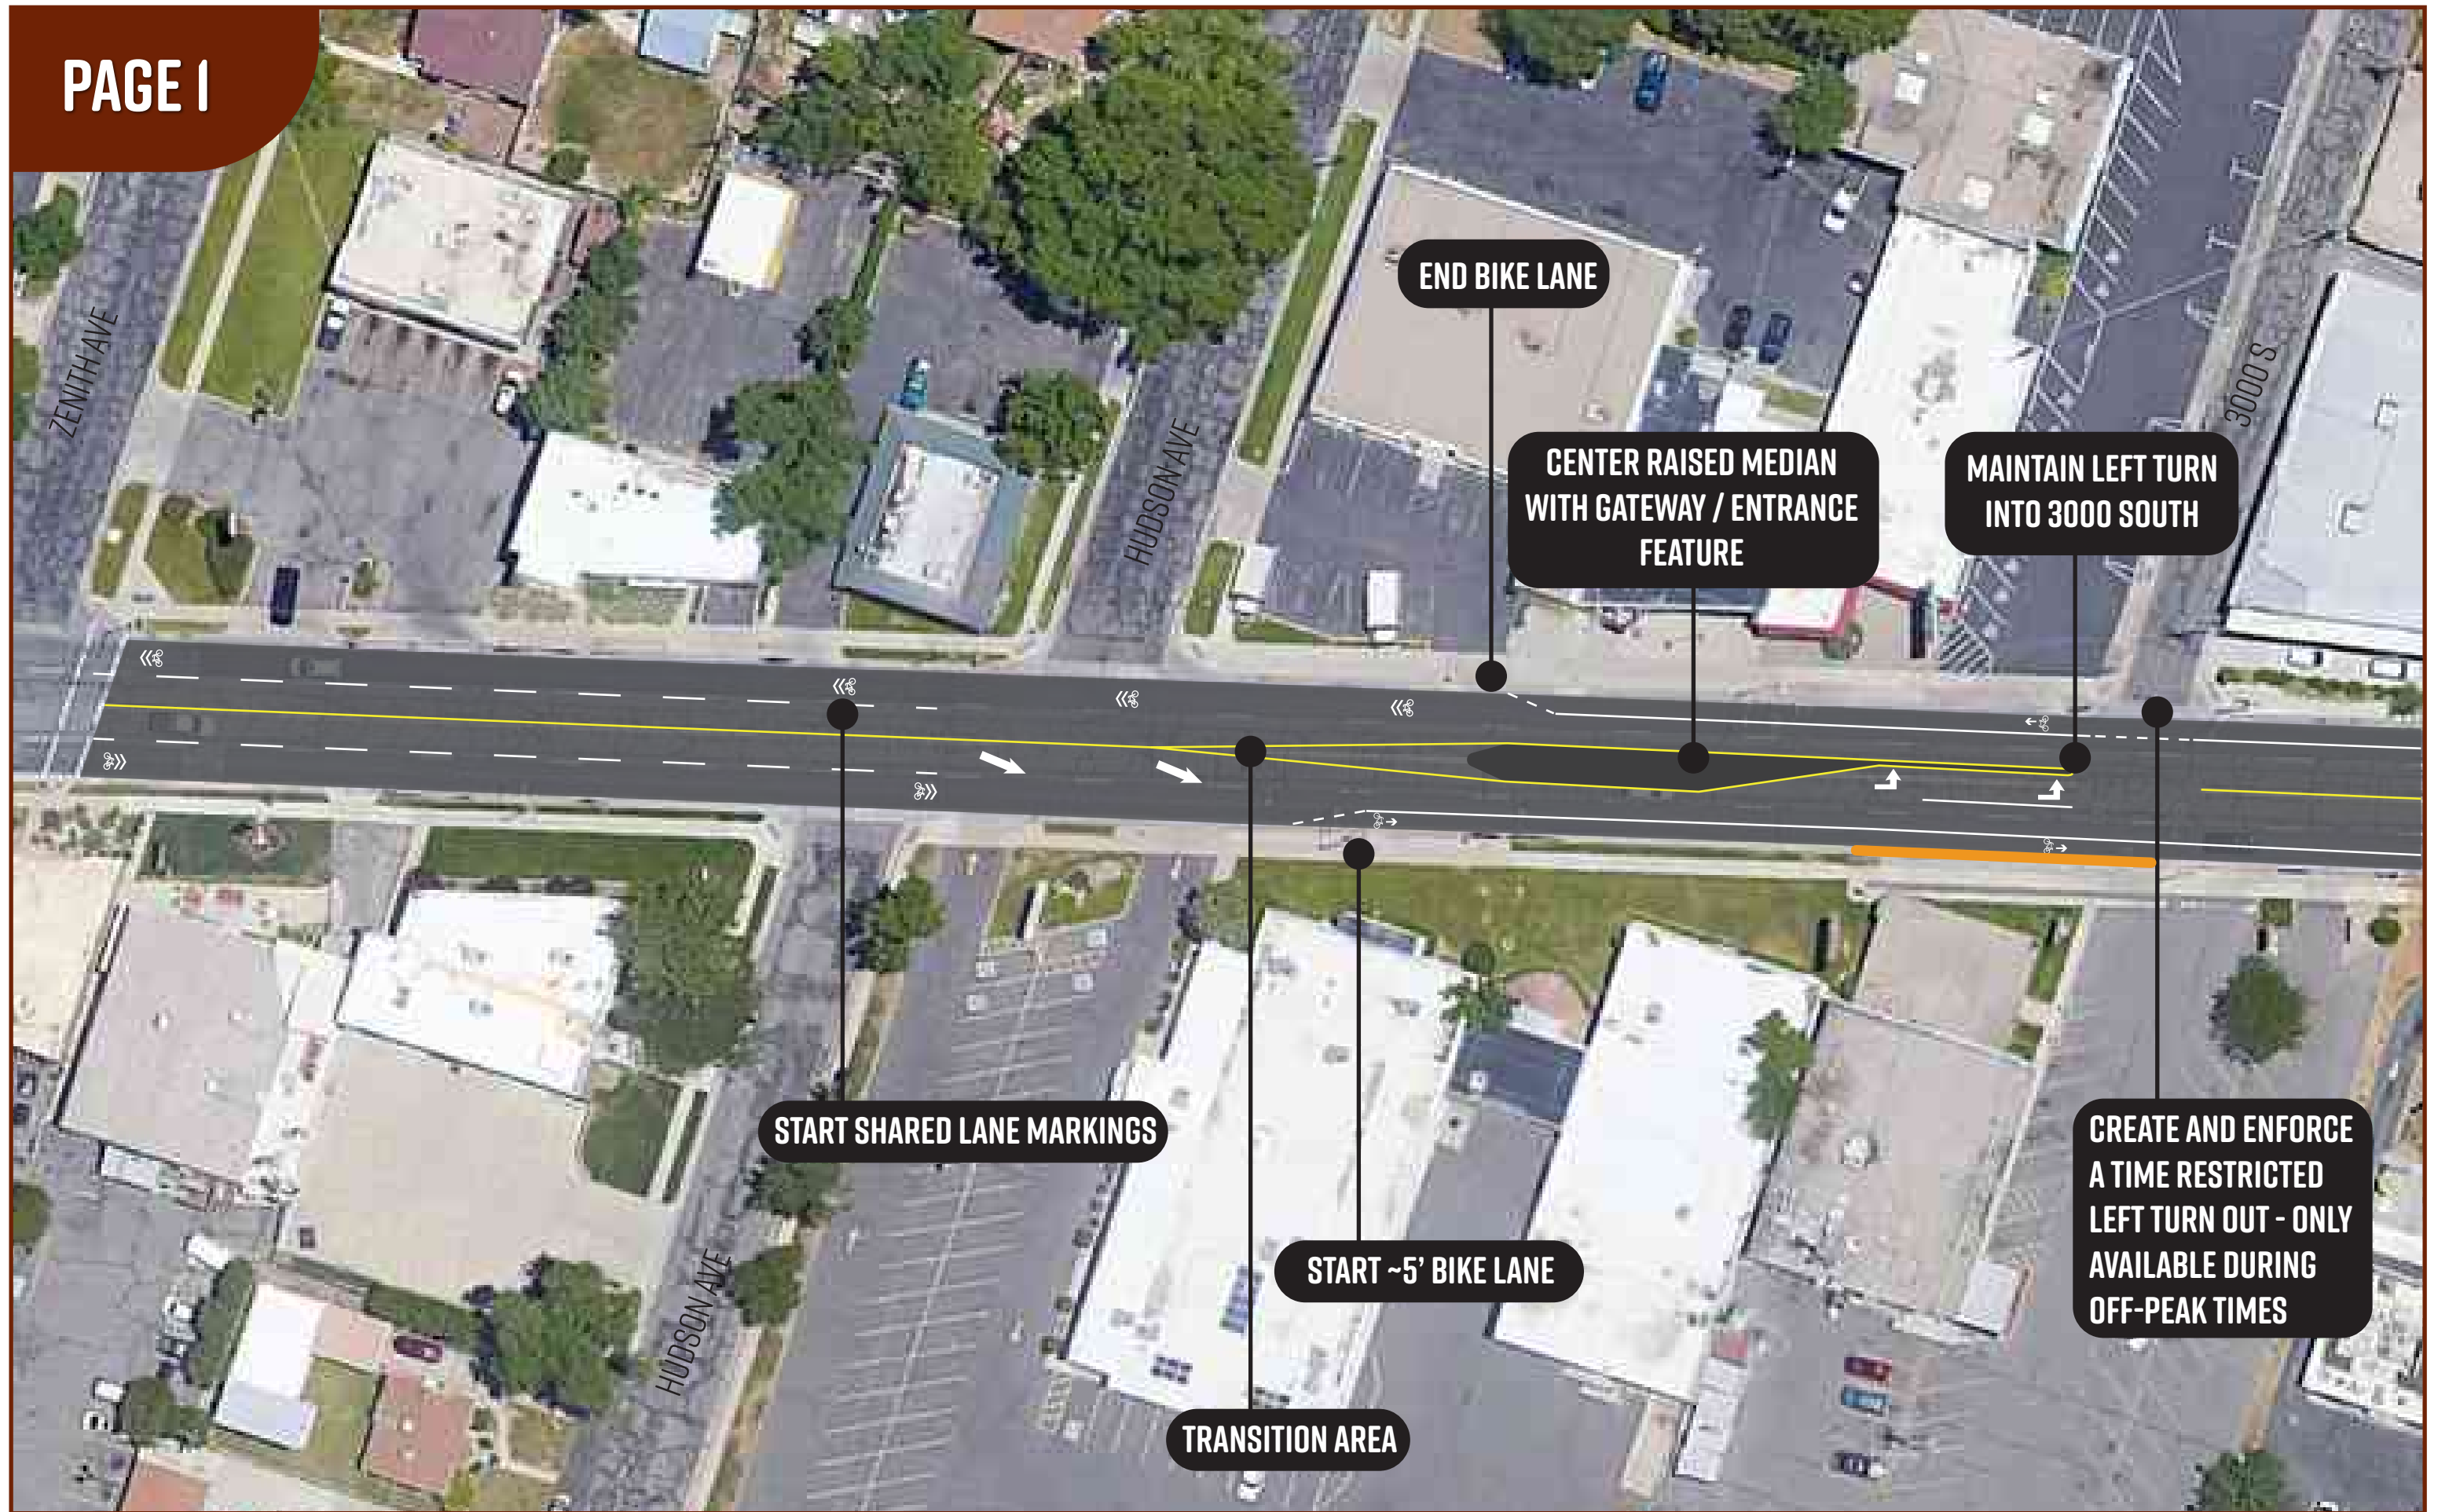 PAGE 1
END BIKE LANE
ZENITH AVE
HUDSON AVE
3000 S
CENTER RAISED MEDIAN
WITH GATEWAY / ENTRANCE
FEATURE
MAINTAIN LEFT TURN
INTO 3000 SOUTH
START SHARED LANE MARKINGS
CREATE AND ENFORCE
A TIME RESTRICTED
LEFT TURN OUT - ONLY
AVAILABLE DURING
OFF-PEAK TIMES
START ~5’ BIKE LANE
HUDSON AVE
TRANSITION AREA